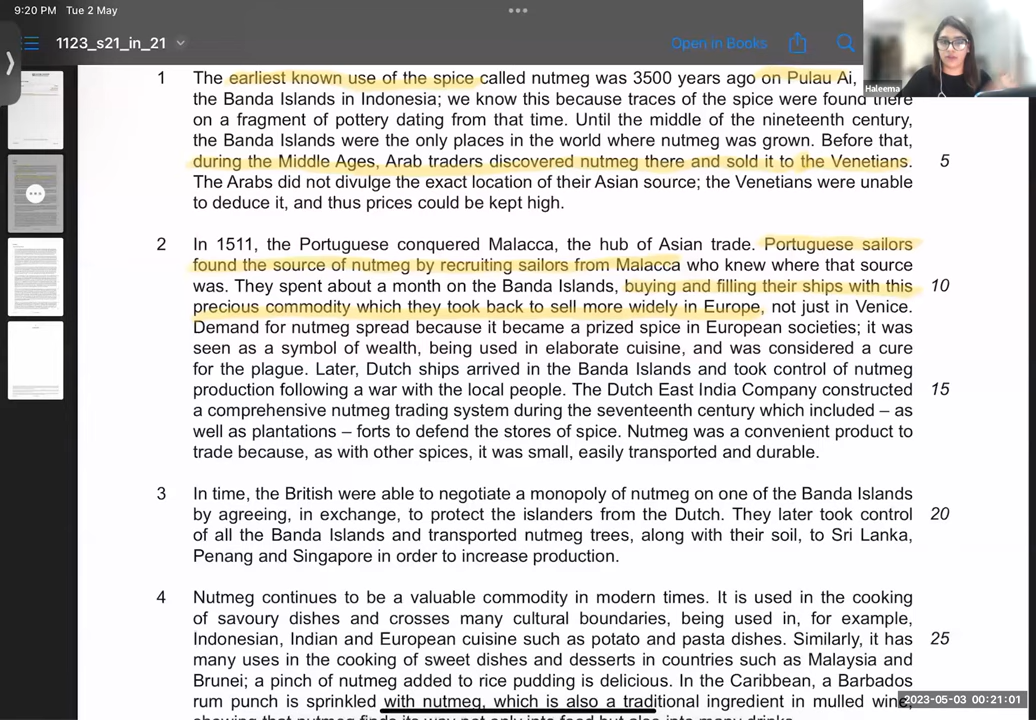 9:20 PM Tue 2 May
1123_s21_in_21
Open in Books
Haleema
1 The earliest known use of the spice called nutmeg was 3500 years ago on Pulau Ai,
the Banda Islands in Indonesia; we know this because traces of the spice were found there
on a fragment of pottery dating from that time. Until the middle of the nineteenth century,
the Banda Islands were the only places in the world where nutmeg was grown. Before that,
during the Middle Ages, Arab traders discovered nutmeg there and sold it to the Venetians. 5
The Arabs did not divulge the exact location of their Asian source; the Venetians were unable
to deduce it, and thus prices could be kept high.
2 In 1511, the Portuguese conquered Malacca, the hub of Asian trade. Portuguese sailors
found the source of nutmeg by recruiting sailors from Malacca who knew where that source
was. They spent about a month on the Banda Islands, buying and filling their ships with this 10
precious commodity which they took back to sell more widely in Europe, not just in Venice.
Demand for nutmeg spread because it became a prized spice in European societies; it was
seen as a symbol of wealth, being used in elaborate cuisine, and was considered a cure
for the plague. Later, Dutch ships arrived in the Banda Islands and took control of nutmeg
production following a war with the local people. The Dutch East India Company constructed 15
a comprehensive nutmeg trading system during the seventeenth century which included – as
well as plantations – forts to defend the stores of spice. Nutmeg was a convenient product to
trade because, as with other spices, it was small, easily transported and durable.
3 In time, the British were able to negotiate a monopoly of nutmeg on one of the Banda Islands
by agreeing, in exchange, to protect the islanders from the Dutch. They later took control 20
of all the Banda Islands and transported nutmeg trees, along with their soil, to Sri Lanka,
Penang and Singapore in order to increase production.
4 Nutmeg continues to be a valuable commodity in modern times. It is used in the cooking
of savoury dishes and crosses many cultural boundaries, being used in, for example,
Indonesian, Indian and European cuisine such as potato and pasta dishes. Similarly, it has 25
many uses in the cooking of sweet dishes and desserts in countries such as Malaysia and
Brunei; a pinch of nutmeg added to rice pudding is delicious. In the Caribbean, a Barbados
rum punch is sprinkled with nutmeg, which is also a traditional ingredient in mulled wine,
showing that nutmeg finds its way not only into food but also into many drinks.
2023-05-03 00:21:01